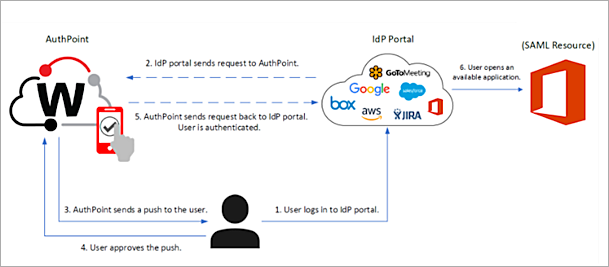 AuthPoint
IdP Portal
(SAML Resource)
2. IdP portal sends request to AuthPoint.
6. User opens an
available application.
GoToMeeting
Google
salesforce
box
aws
JIRA
W
5. AuthPoint sends request back to IdP portal.
User is authenticated.
3. AuthPoint sends a push to the user.
1. User logs in to IdP portal.
4. User approves the push.